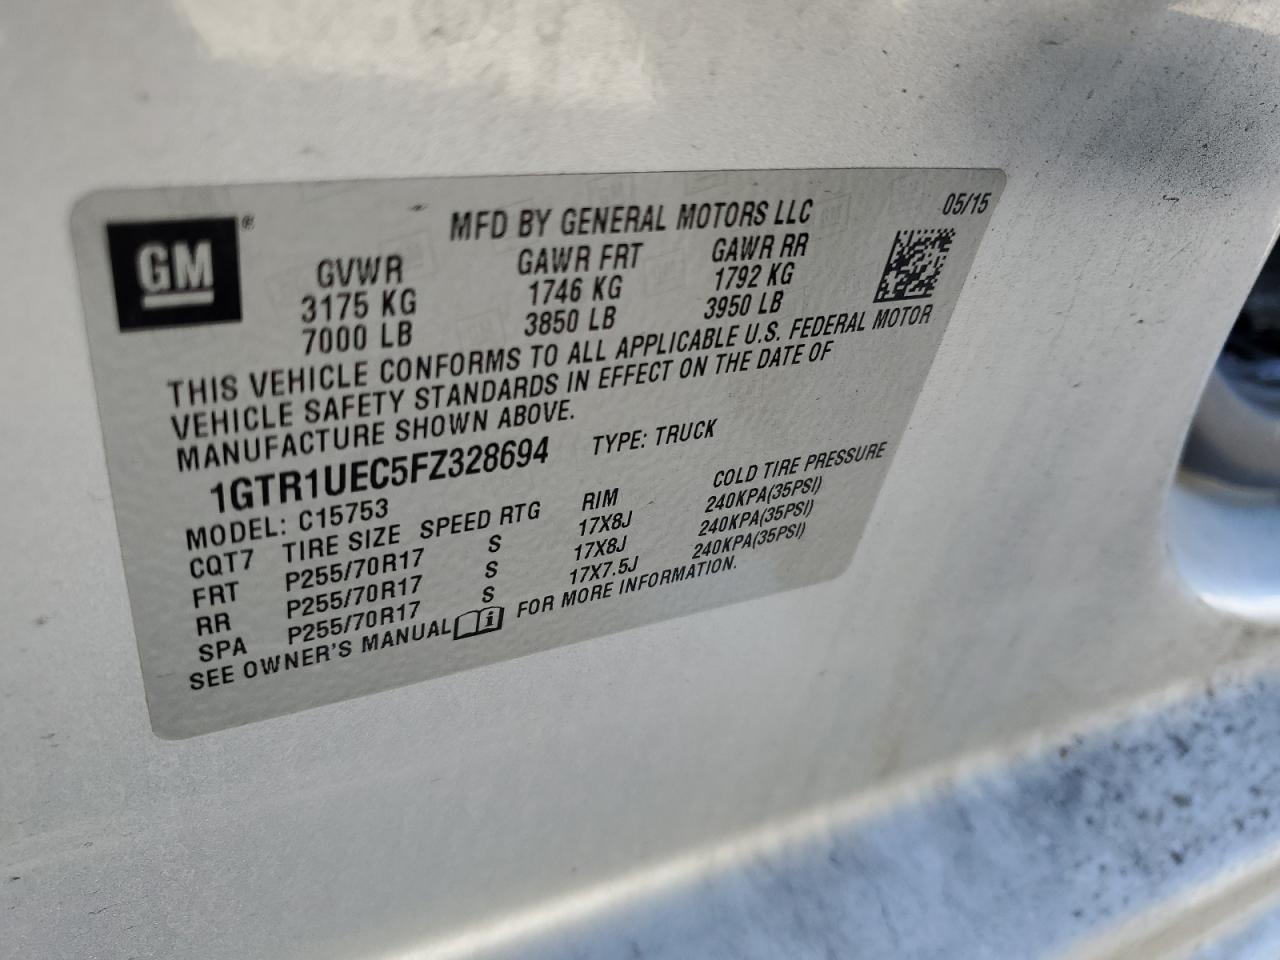 GM ®
MFD BY GENERAL MOTORS LLC 05/15
GVWR GAWR FRT GAWR RR
3175 KG 1746 KG 1792 KG
7000 LB 3850 LB 3950 LB
THIS VEHICLE CONFORMS TO ALL APPLICABLE U.S. FEDERAL MOTOR
VEHICLE SAFETY STANDARDS IN EFFECT ON THE DATE OF
MANUFACTURE SHOWN ABOVE.
1GTR1UEC5FZ328694 TYPE: TRUCK
MODEL: C15753
CQT7 TIRE SIZE SPEED RTG RIM COLD TIRE PRESSURE
FRT P255/70R17 S 17X8J 240KPA(35PSI)
RR P255/70R17 S 17X8J 240KPA(35PSI)
SPA P255/70R17 S 17X7.5J 240KPA(35PSI)
SEE OWNER'S MANUAL i FOR MORE INFORMATION.